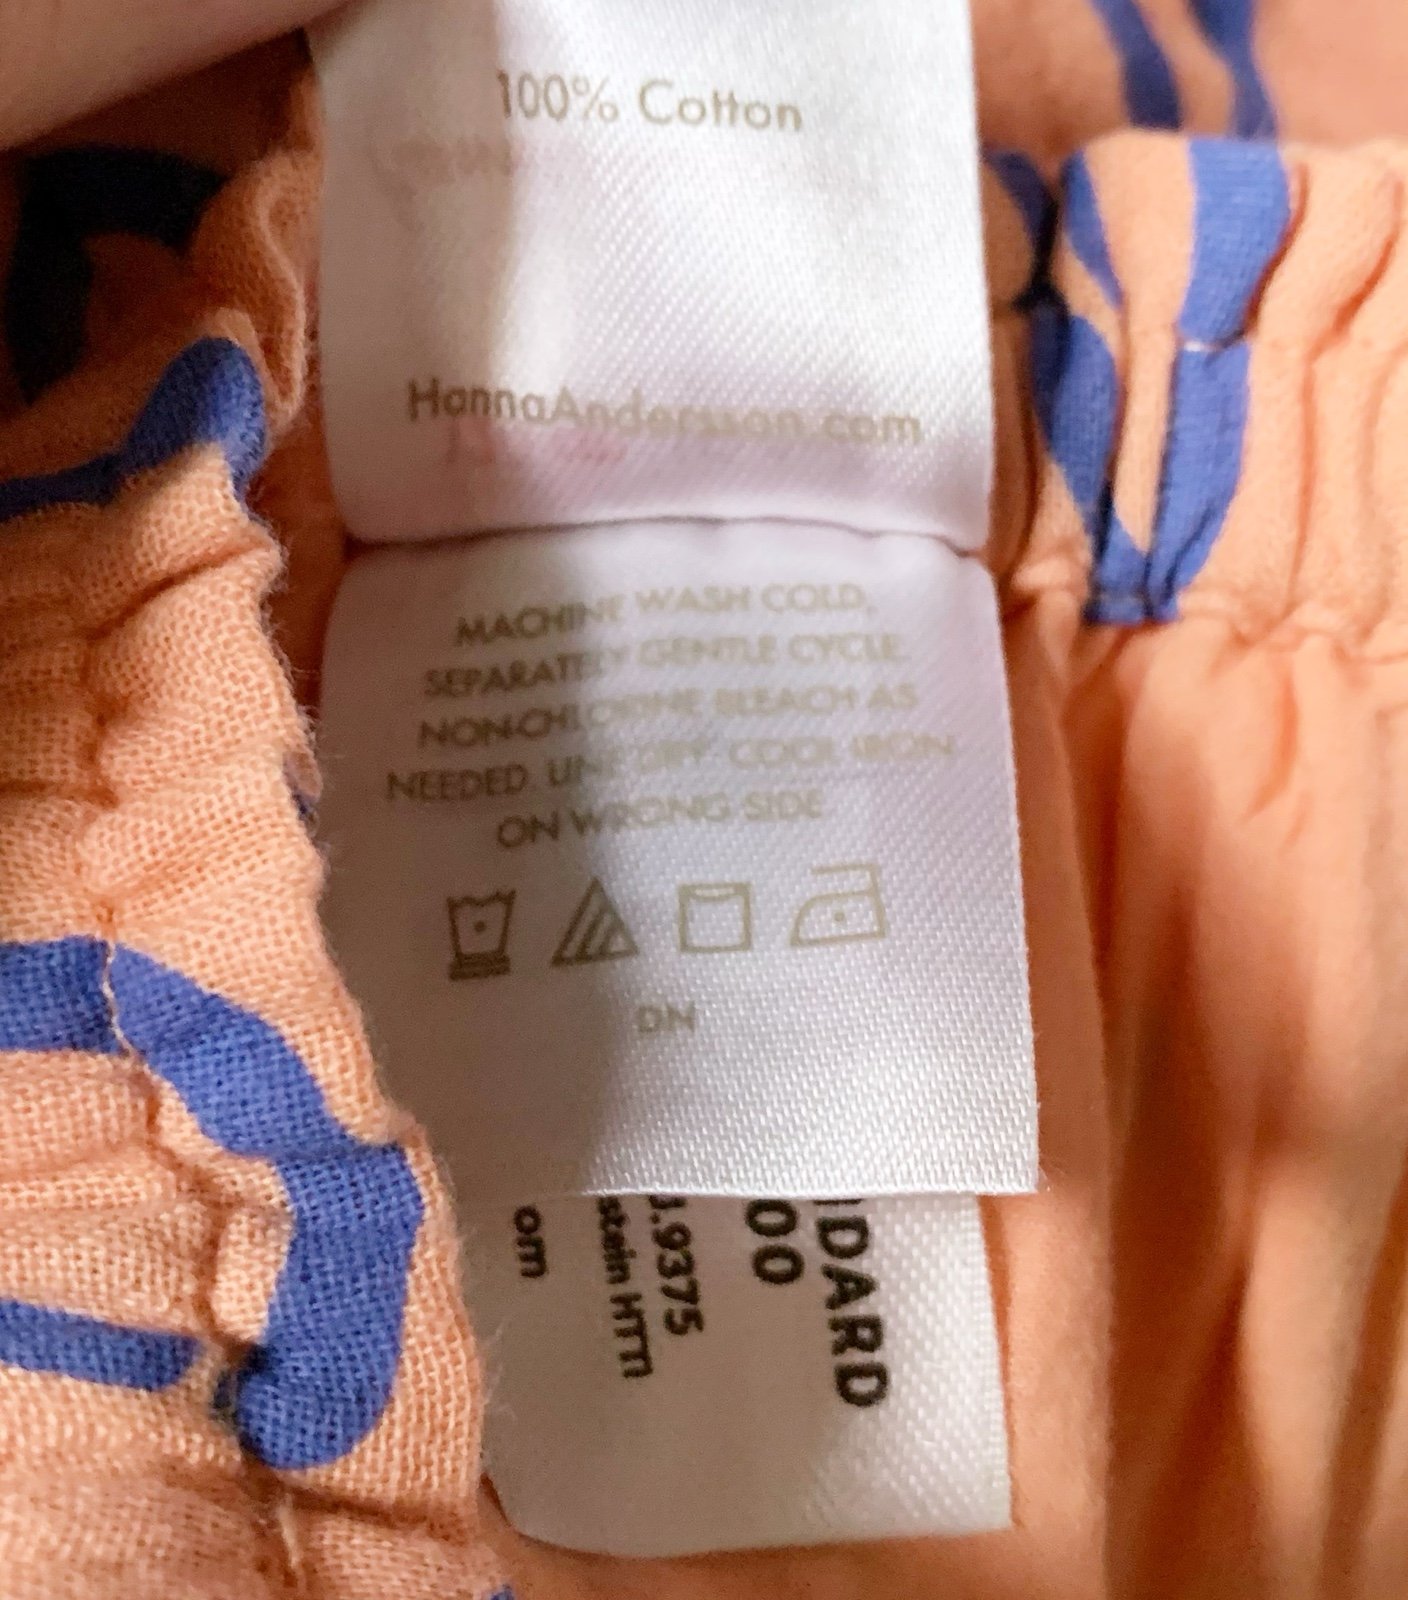 100% Cotton
HannaAndersson.com
MACHINE WASH COLD,
SEPARATELY GENTLE CYCLE.
NON-CHLORINE BLEACH AS
NEEDED. LINE DRY. COOL IRON
ON WRONG SIDE
DN
DARD
00
.9375
stein HTTI
om